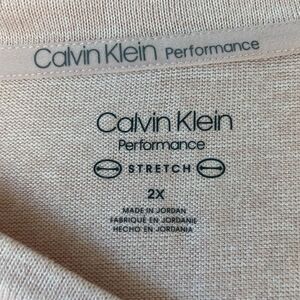 Calvin Klein Performance
Calvin Klein
Performance
STRETCH
2X
MADE IN JORDAN
FABRIQUÉ EN JORDANIE
HECHO EN JORDANIA